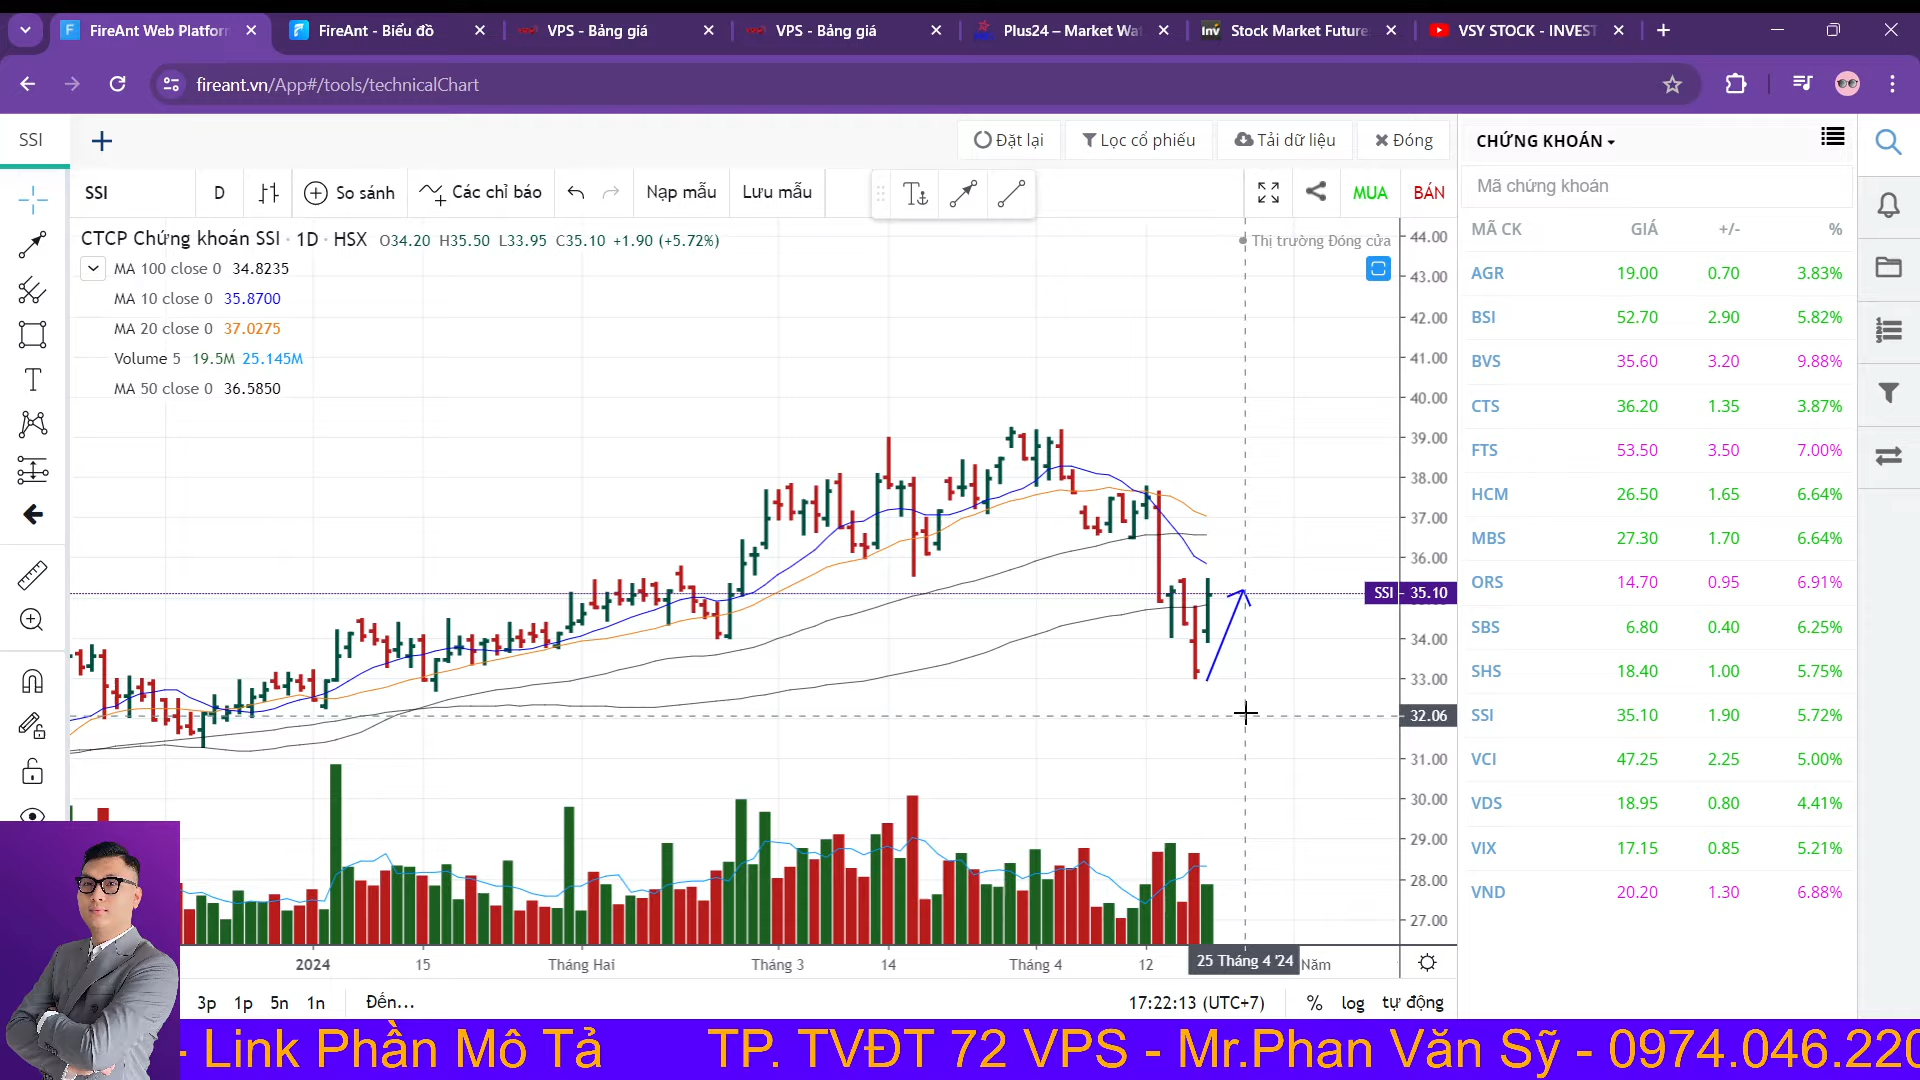 FireAnt Web Platform
FireAnt - Biểu đồ
VPS - Bảng giá
VPS - Bảng giá
Plus24 – Market Wa
Stock Market Future
VSY STOCK - INVEST
fireant.vn/App#/tools/technicalChart
SSI
Đặt lại
Lọc cổ phiếu
Tải dữ liệu
Đóng
CHỨNG KHOÁN
SSI
D
So sánh
Các chỉ báo
Nạp mẫu
Lưu mẫu
MUA
BÁN
Mã chứng khoán
CTCP Chứng khoán SSI · 1D · HSX O34.20 H35.50 L33.95 C35.10 +1.90 (+5.72%)
Thị trường Đóng cửa
MA 100 close 0 34.8235
MA 10 close 0 35.8700
MA 20 close 0 37.0275
Volume 5 19.5M 25.145M
MA 50 close 0 36.5850
44.00
43.00
42.00
41.00
40.00
39.00
38.00
37.00
36.00
SSI 35.10
34.00
33.00
32.06
31.00
30.00
29.00
28.00
27.00
MÃ CK GIÁ +/- %
AGR 19.00 0.70 3.83%
BSI 52.70 2.90 5.82%
BVS 35.60 3.20 9.88%
CTS 36.20 1.35 3.87%
FTS 53.50 3.50 7.00%
HCM 26.50 1.65 6.64%
MBS 27.30 1.70 6.64%
ORS 14.70 0.95 6.91%
SBS 6.80 0.40 6.25%
SHS 18.40 1.00 5.75%
SSI 35.10 1.90 5.72%
VCI 47.25 2.25 5.00%
VDS 18.95 0.80 4.41%
VIX 17.15 0.85 5.21%
VND 20.20 1.30 6.88%
2024 15 Tháng Hai Tháng 3 14 Tháng 4 12 25 Tháng 4 '24 Năm
3p 1p 5n 1n Đến...
17:22:13 (UTC+7) % log tự động
- Link Phần Mô Tả TP. TVĐT 72 VPS - Mr.Phan Văn Sỹ - 0974.046.220